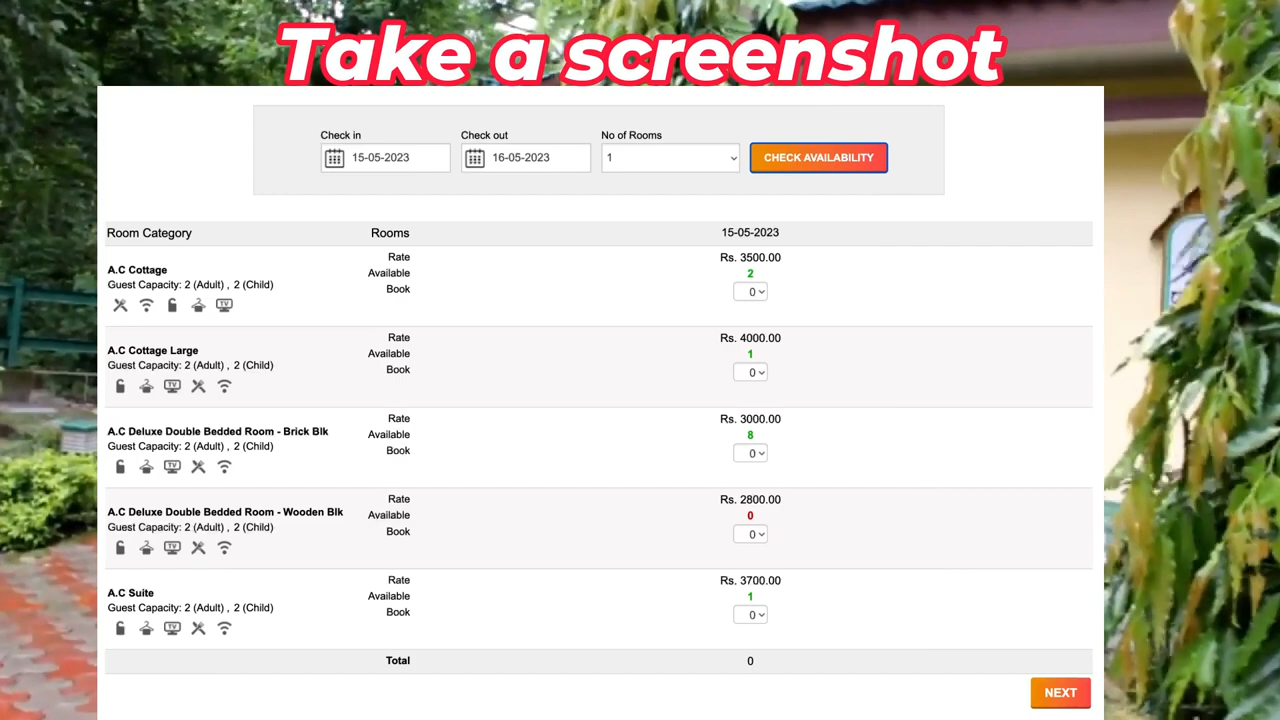 Take a screenshot
Check in
Check out
No of Rooms
15-05-2023
16-05-2023
1
CHECK AVAILABILITY
Room Category
Rooms
15-05-2023
A.C Cottage
Guest Capacity: 2 (Adult) , 2 (Child)
TV
Rate
Rs. 3500.00
Available
2
Book
0
A.C Cottage Large
Guest Capacity: 2 (Adult) , 2 (Child)
TV
Rate
Rs. 4000.00
Available
1
Book
0
A.C Deluxe Double Bedded Room - Brick Blk
Guest Capacity: 2 (Adult) , 2 (Child)
TV
Rate
Rs. 3000.00
Available
8
Book
0
A.C Deluxe Double Bedded Room - Wooden Blk
Guest Capacity: 2 (Adult) , 2 (Child)
TV
Rate
Rs. 2800.00
Available
0
Book
0
A.C Suite
Guest Capacity: 2 (Adult) , 2 (Child)
TV
Rate
Rs. 3700.00
Available
1
Book
0
Total
0
NEXT